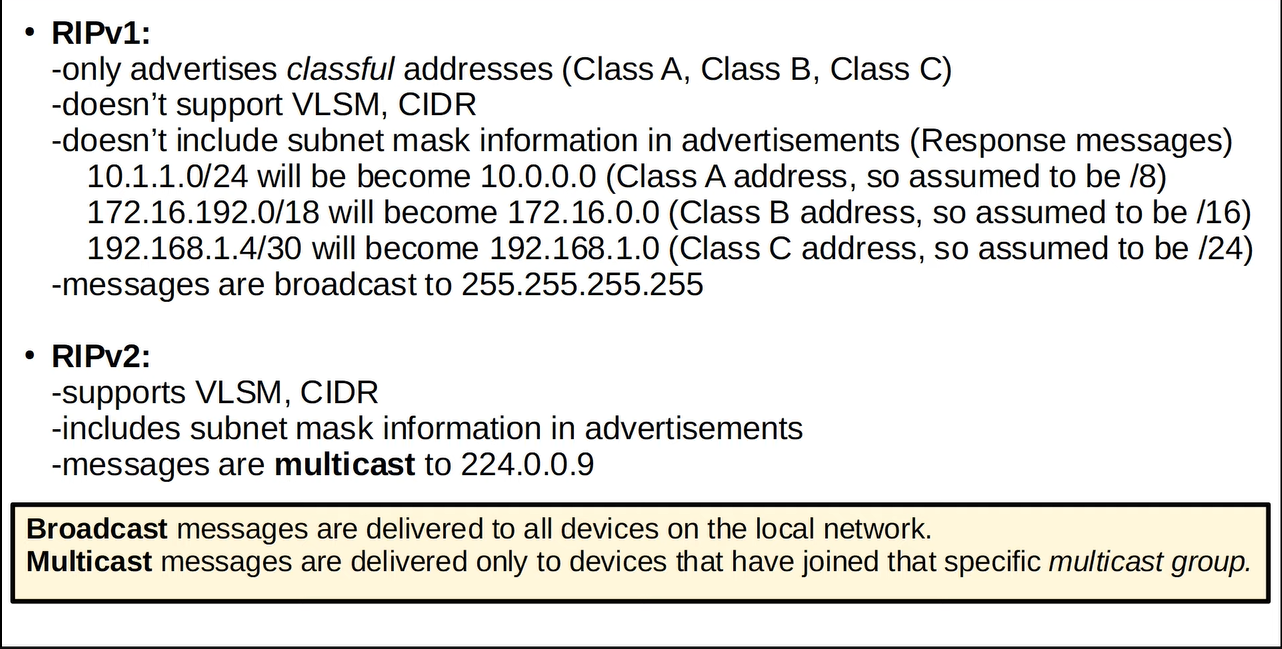 • RIPv1:
-only advertises classful addresses (Class A, Class B, Class C)
-doesn’t support VLSM, CIDR
-doesn’t include subnet mask information in advertisements (Response messages)
10.1.1.0/24 will be become 10.0.0.0 (Class A address, so assumed to be /8)
172.16.192.0/18 will become 172.16.0.0 (Class B address, so assumed to be /16)
192.168.1.4/30 will become 192.168.1.0 (Class C address, so assumed to be /24)
-messages are broadcast to 255.255.255.255
• RIPv2:
-supports VLSM, CIDR
-includes subnet mask information in advertisements
-messages are multicast to 224.0.0.9
Broadcast messages are delivered to all devices on the local network.
Multicast messages are delivered only to devices that have joined that specific multicast group.